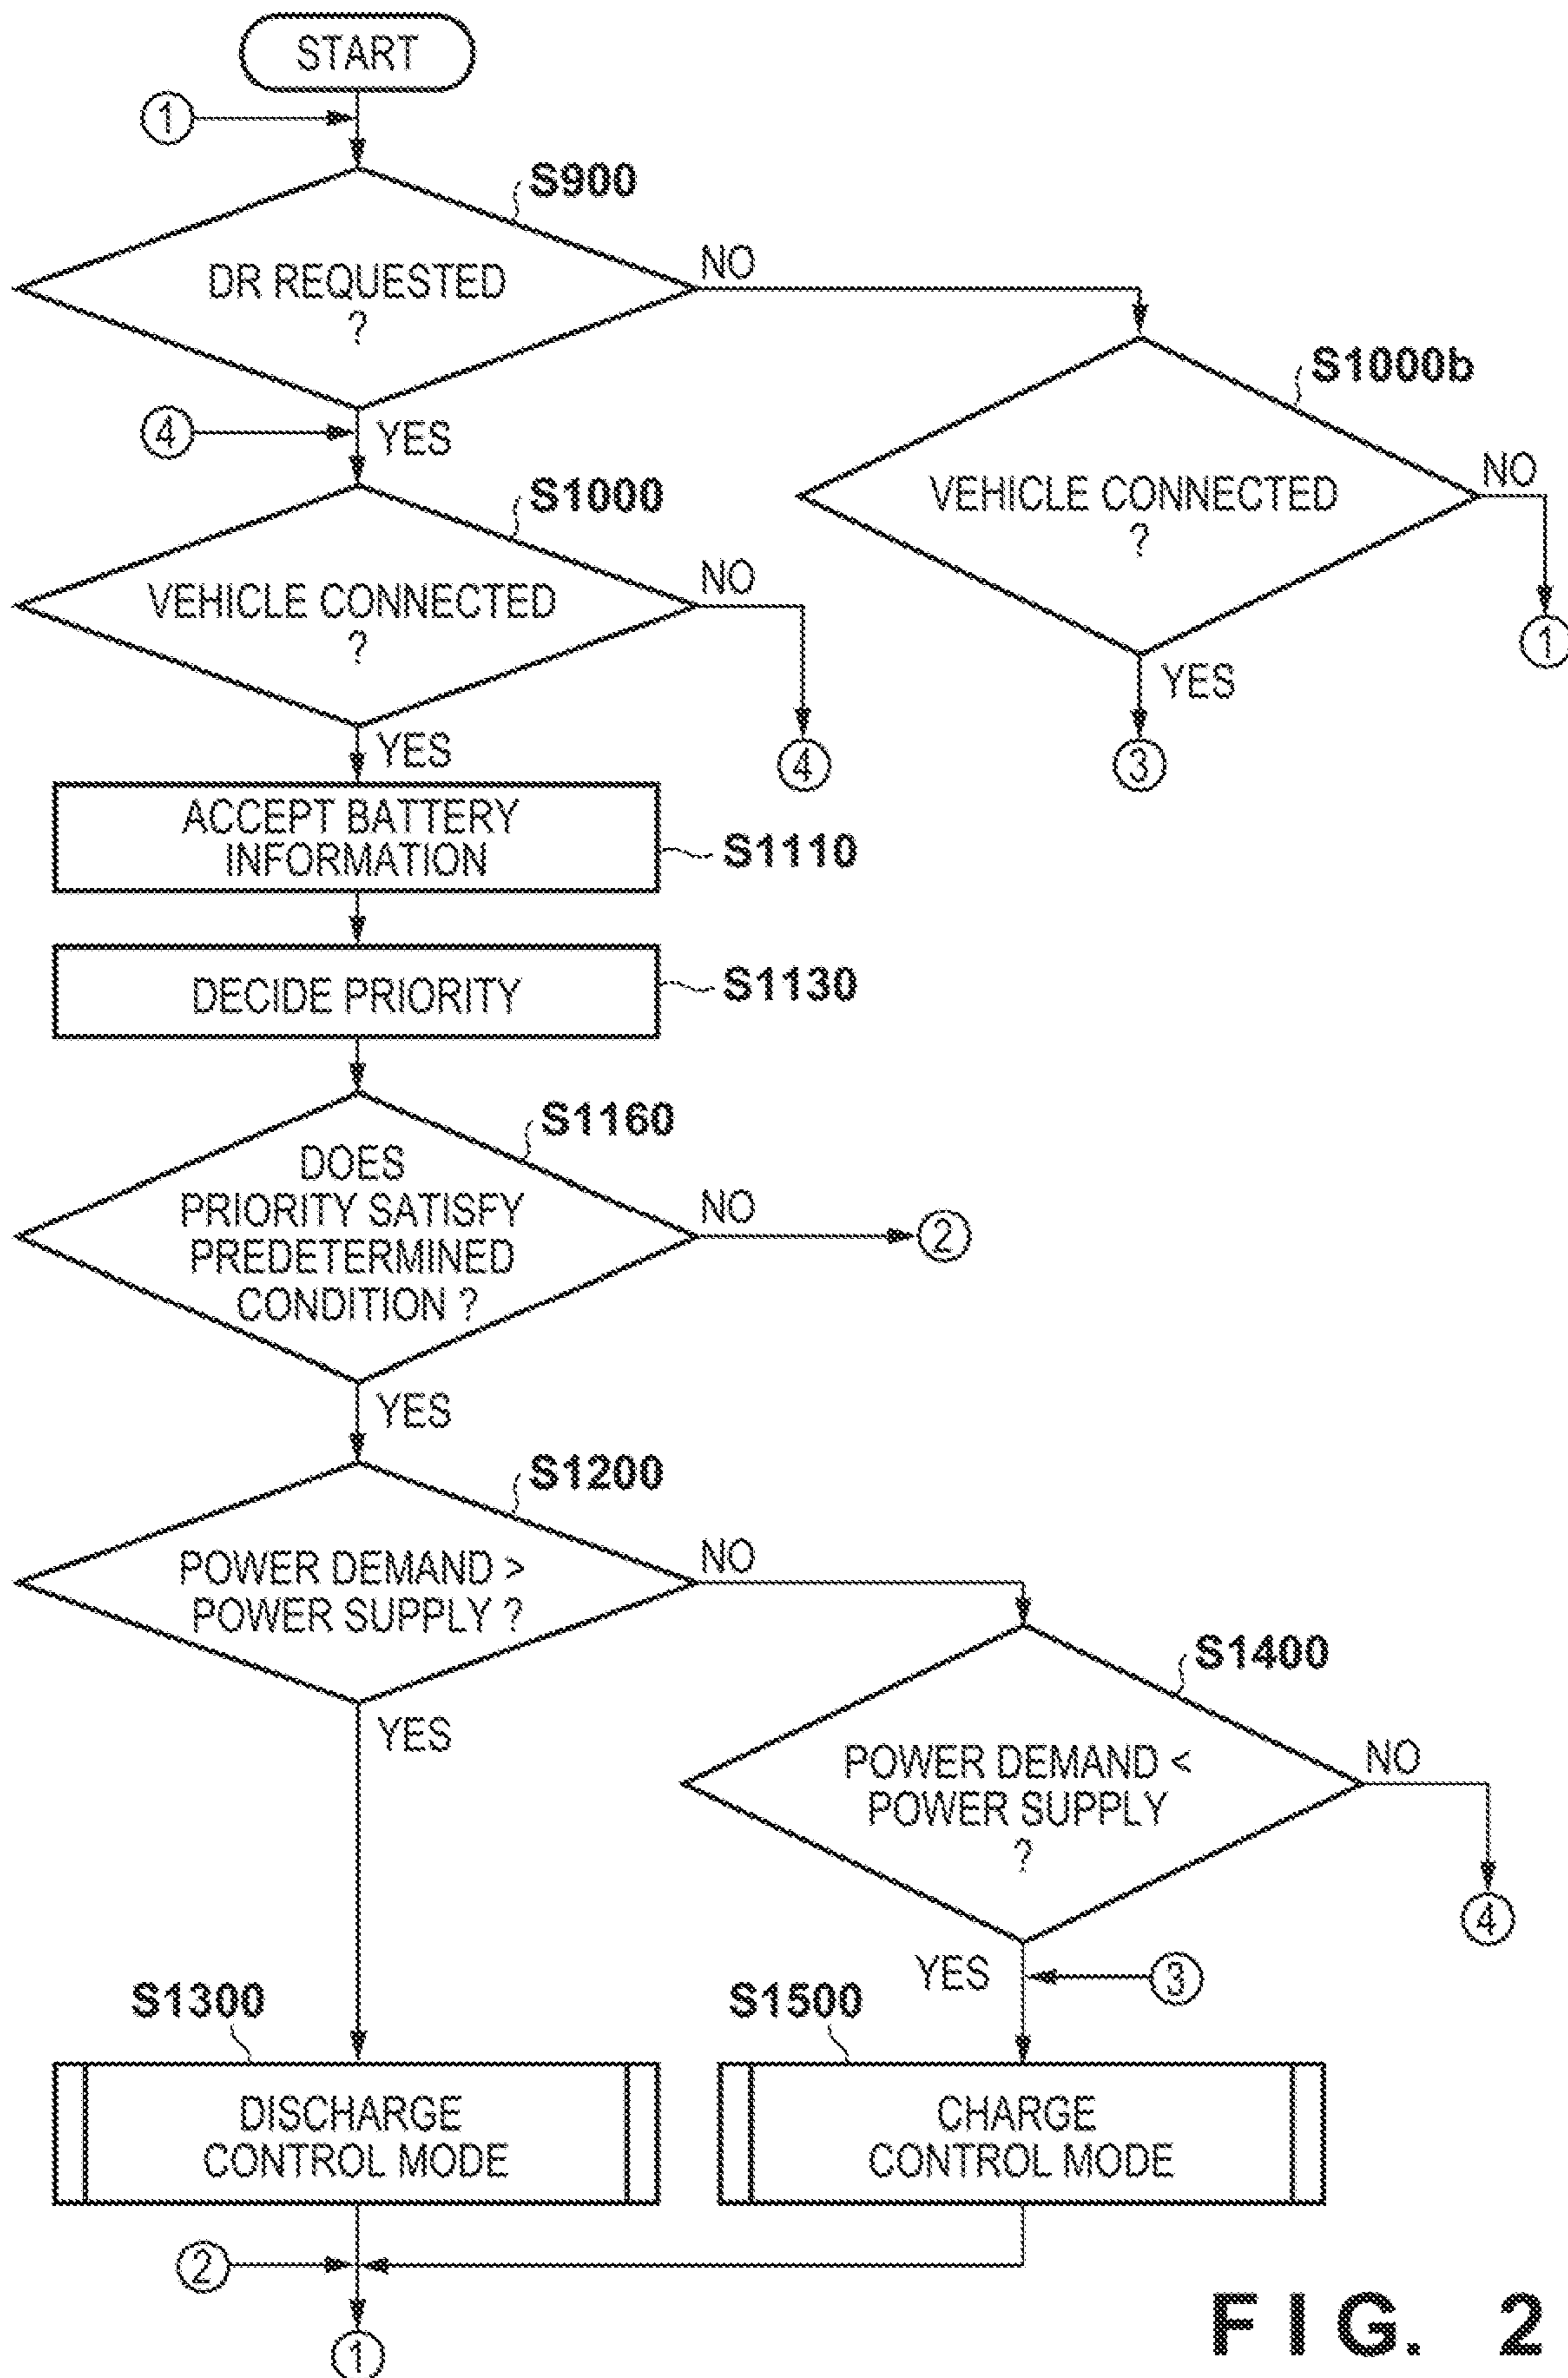 START
1
S900
DR REQUESTED
?
NO
S1000b
VEHICLE CONNECTED
?
NO
1
YES
3
4
YES
S1000
VEHICLE CONNECTED
?
NO
4
YES
ACCEPT BATTERY
INFORMATION
S1110
DECIDE PRIORITY
S1130
S1160
DOES
PRIORITY SATISFY
PREDETERMINED
CONDITION ?
NO
2
YES
S1200
POWER DEMAND >
POWER SUPPLY ?
NO
YES
S1400
POWER DEMAND <
POWER SUPPLY
?
NO
4
YES
3
S1300
DISCHARGE
CONTROL MODE
S1500
CHARGE
CONTROL MODE
2
1
FIG. 2